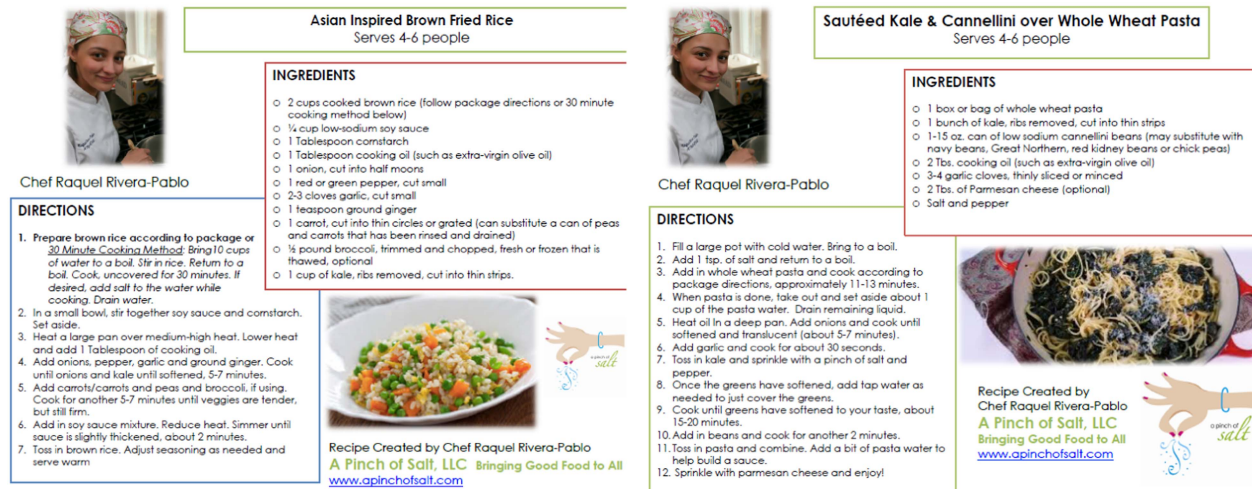 Asian Inspired Brown Fried Rice
Serves 4-6 people
INGREDIENTS
2 cups cooked brown rice (follow package directions or 30 minute
cooking method below)
¼ cup low-sodium soy sauce
1 Tablespoon cornstarch
1 Tablespoon cooking oil (such as extra-virgin olive oil)
1 onion, cut into half moons
1 red or green pepper, cut small
2-3 cloves garlic, cut small
1 teaspoon ground ginger
1 carrot, cut into thin circles or grated (can substitute a can of peas
and carrots that has been rinsed and drained)
½ pound broccoli, trimmed and chopped, fresh or frozen that is
thawed, optional
1 cup of kale, ribs removed, cut into thin strips.
Chef Raquel Rivera-Pablo
DIRECTIONS
1. Prepare brown rice according to package or
30 Minute Cooking Method: Bring10 cups
of water to a boil. Stir in rice. Return to a
boil. Cook, uncovered for 30 minutes. If
desired, add salt to the water while
cooking. Drain water.
2. In a small bowl, stir together soy sauce and cornstarch.
Set aside.
3. Heat a large pan over medium-high heat. Lower heat
and add 1 Tablespoon of cooking oil.
4. Add onions, pepper, garlic and ground ginger. Cook
until onions and kale until softened, 5-7 minutes.
5. Add carrots/carrots and peas and broccoli, if using.
Cook for another 5-7 minutes until veggies are tender,
but still firm.
6. Add in soy sauce mixture. Reduce heat. Simmer until
sauce is slightly thickened, about 2 minutes.
7. Toss in brown rice. Adjust seasoning as needed and
serve warm
a pinch of
salt
Recipe Created by Chef Raquel Rivera-Pablo
A Pinch of Salt, LLC Bringing Good Food to All
www.apinchofsalt.com
Sautéed Kale & Cannellini over Whole Wheat Pasta
Serves 4-6 people
INGREDIENTS
1 box or bag of whole wheat pasta
1 bunch of kale, ribs removed, cut into thin strips
1-15 oz. can of low sodium cannellini beans (may substitute with
navy beans, Great Northern, red kidney beans or chick peas)
2 Tbs. cooking oil (such as extra-virgin olive oil)
3-4 garlic cloves, thinly sliced or minced
2 Tbs. of Parmesan cheese (optional)
Salt and pepper
Chef Raquel Rivera-Pablo
DIRECTIONS
1. Fill a large pot with cold water. Bring to a boil.
2. Add 1 tsp. of salt and return to a boil.
3. Add in whole wheat pasta and cook according to
package directions, approximately 11-13 minutes.
4. When pasta is done, take out and set aside about 1
cup of the pasta water. Drain remaining liquid.
5. Heat oil In a deep pan. Add onions and cook until
softened and translucent (about 5-7 minutes).
6. Add garlic and cook for about 30 seconds.
7. Toss in kale and sprinkle with a pinch of salt and
pepper.
8. Once the greens have softened, add tap water as
needed to just cover the greens.
9. Cook until greens have softened to your taste, about
15-20 minutes.
10. Add in beans and cook for another 2 minutes.
11. Toss in pasta and combine. Add a bit of pasta water to
help build a sauce.
12. Sprinkle with parmesan cheese and enjoy!
Recipe Created by
Chef Raquel Rivera-Pablo
A Pinch of Salt, LLC
Bringing Good Food to All
www.apinchofsalt.com
a pinch of
salt